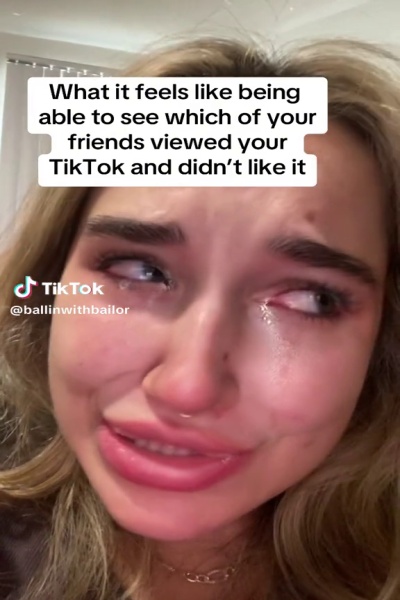 What it feels like being
able to see which of your
friends viewed your
TikTok and didn’t like it
TikTok
@ballinwithbailor